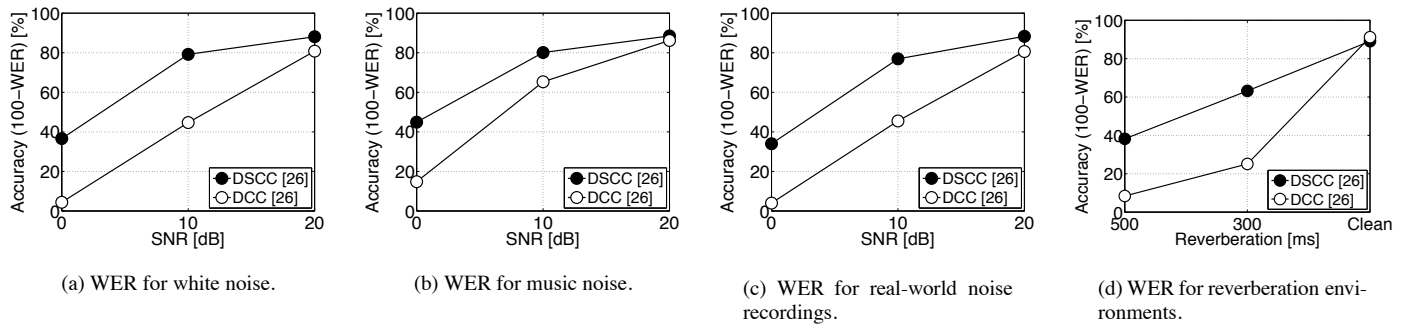 Accuracy (100−WER) [%]
100
80
60
40
20
0
0
10
20
SNR [dB]
DSCC [26]
DCC [26]
(a) WER for white noise.
Accuracy (100−WER) [%]
100
80
60
40
20
0
0
10
20
SNR [dB]
DSCC [26]
DCC [26]
(b) WER for music noise.
Accuracy (100−WER) [%]
100
80
60
40
20
0
0
10
20
SNR [dB]
DSCC [26]
DCC [26]
(c) WER for real-world noise
recordings.
Accuracy (100−WER) [%]
100
80
60
40
20
0
500
300
Clean
Reverberation [ms]
DSCC [26]
DCC [26]
(d) WER for reverberation envi-
ronments.